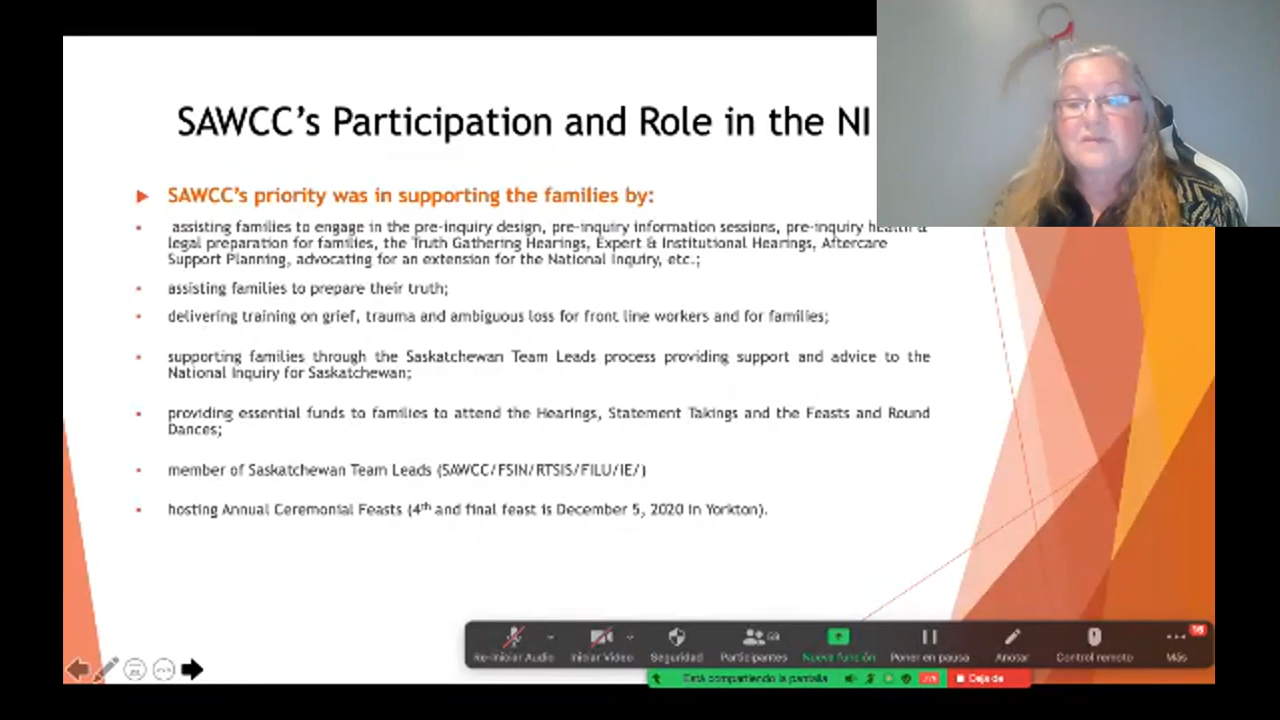 SAWCC's Participation and Role in the NI
SAWCC's priority was in supporting the families by:
assisting families to engage in the pre-inquiry design, pre-inquiry information sessions, pre-inquiry health &
legal preparation for families, the Truth Gathering Hearings, Expert & Institutional Hearings, Aftercare
Support Planning, advocating for an extension for the National Inquiry, etc.;
assisting families to prepare their truth;
delivering training on grief, trauma and ambiguous loss for front line workers and for families;
supporting families through the Saskatchewan Team Leads process providing support and advice to the
National Inquiry for Saskatchewan;
providing essential funds to families to attend the Hearings, Statement Takings and the Feasts and Round
Dances;
member of Saskatchewan Team Leads (SAWCC/FSIN/RTSIS/FILU/IE/)
hosting Annual Ceremonial Feasts (4th and final feast is December 5, 2020 in Yorkton).
Re-Iniciar Audio Iniciar Video Seguridad Participantes Nueva función Poner en pausa Anotar Control remoto Más
Está compartiendo la pantalla Deja de